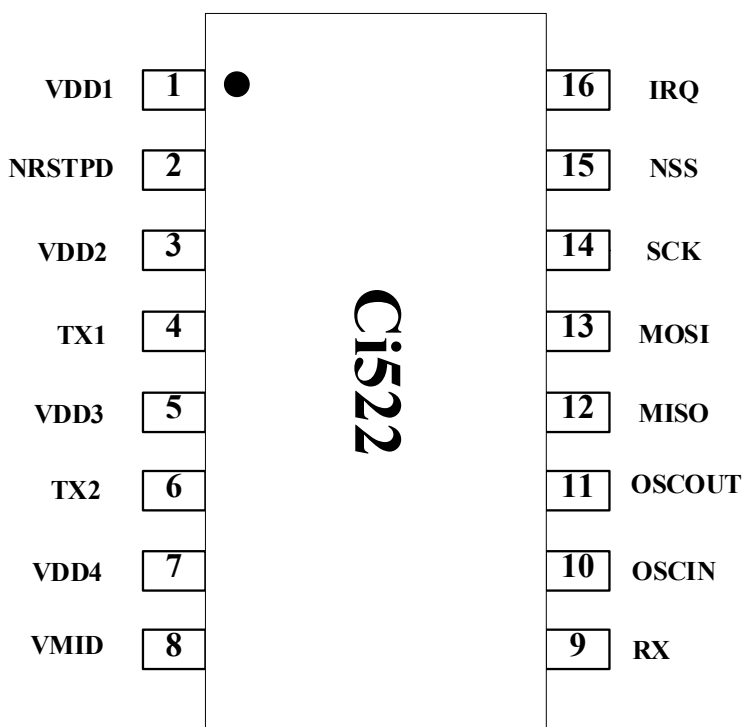 VDD1 1 16 IRQ
NRSTPD 2 15 NSS
VDD2 3 14 SCK
TX1 4 13 MOSI
VDD3 5 12 MISO
TX2 6 11 OSCOUT
VDD4 7 10 OSCIN
VMID 8 9 RX
Ci522